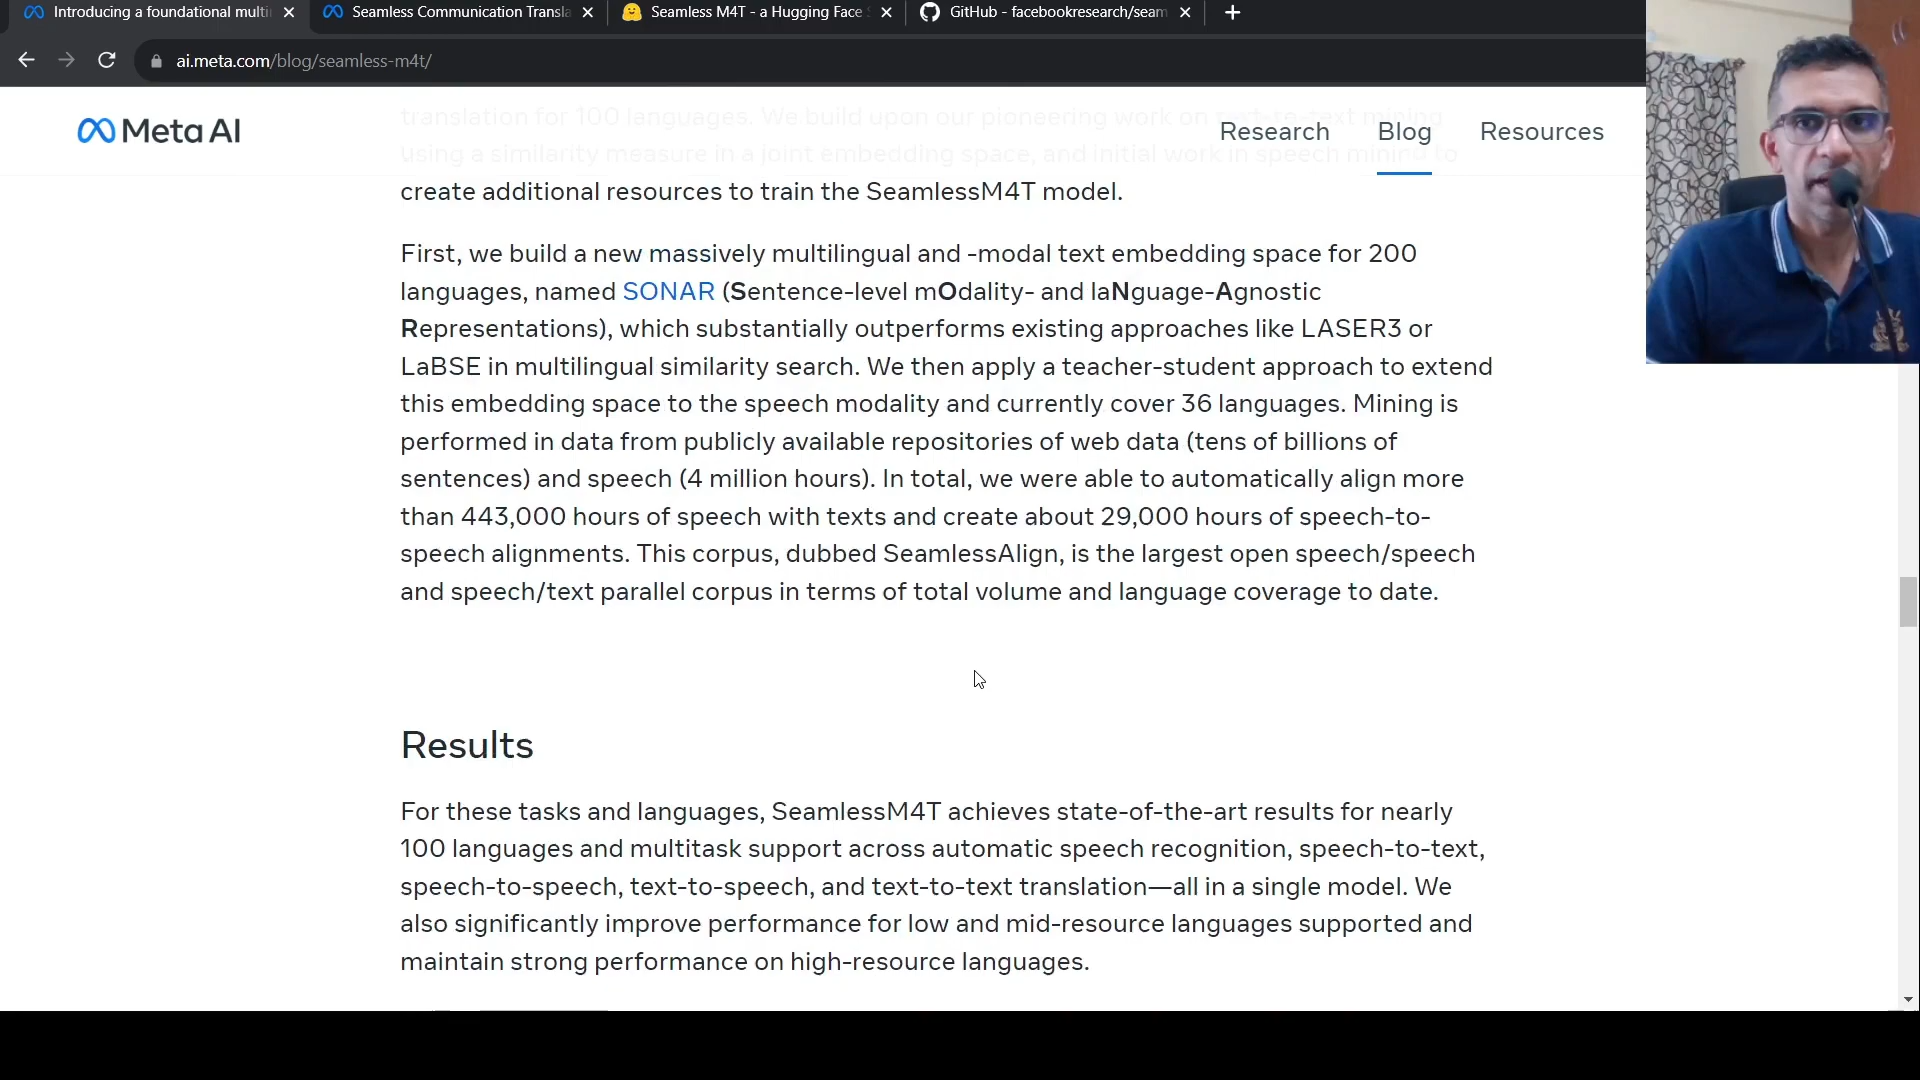 Introducing a foundational multi
Seamless Communication Transla
Seamless M4T - a Hugging Face S
GitHub - facebookresearch/seam
ai.meta.com/blog/seamless-m4t/
Meta AI
Research
Blog
Resources
translation for 100 languages. We build upon our pioneering work on text-to-text mining
using a similarity measure in a joint embedding space, and initial work in speech mining to
create additional resources to train the SeamlessM4T model.
First, we build a new massively multilingual and -modal text embedding space for 200
languages, named SONAR (Sentence-level mOdality- and laNguage-Agnostic
Representations), which substantially outperforms existing approaches like LASER3 or
LaBSE in multilingual similarity search. We then apply a teacher-student approach to extend
this embedding space to the speech modality and currently cover 36 languages. Mining is
performed in data from publicly available repositories of web data (tens of billions of
sentences) and speech (4 million hours). In total, we were able to automatically align more
than 443,000 hours of speech with texts and create about 29,000 hours of speech-to-
speech alignments. This corpus, dubbed SeamlessAlign, is the largest open speech/speech
and speech/text parallel corpus in terms of total volume and language coverage to date.
Results
For these tasks and languages, SeamlessM4T achieves state-of-the-art results for nearly
100 languages and multitask support across automatic speech recognition, speech-to-text,
speech-to-speech, text-to-speech, and text-to-text translation—all in a single model. We
also significantly improve performance for low and mid-resource languages supported and
maintain strong performance on high-resource languages.